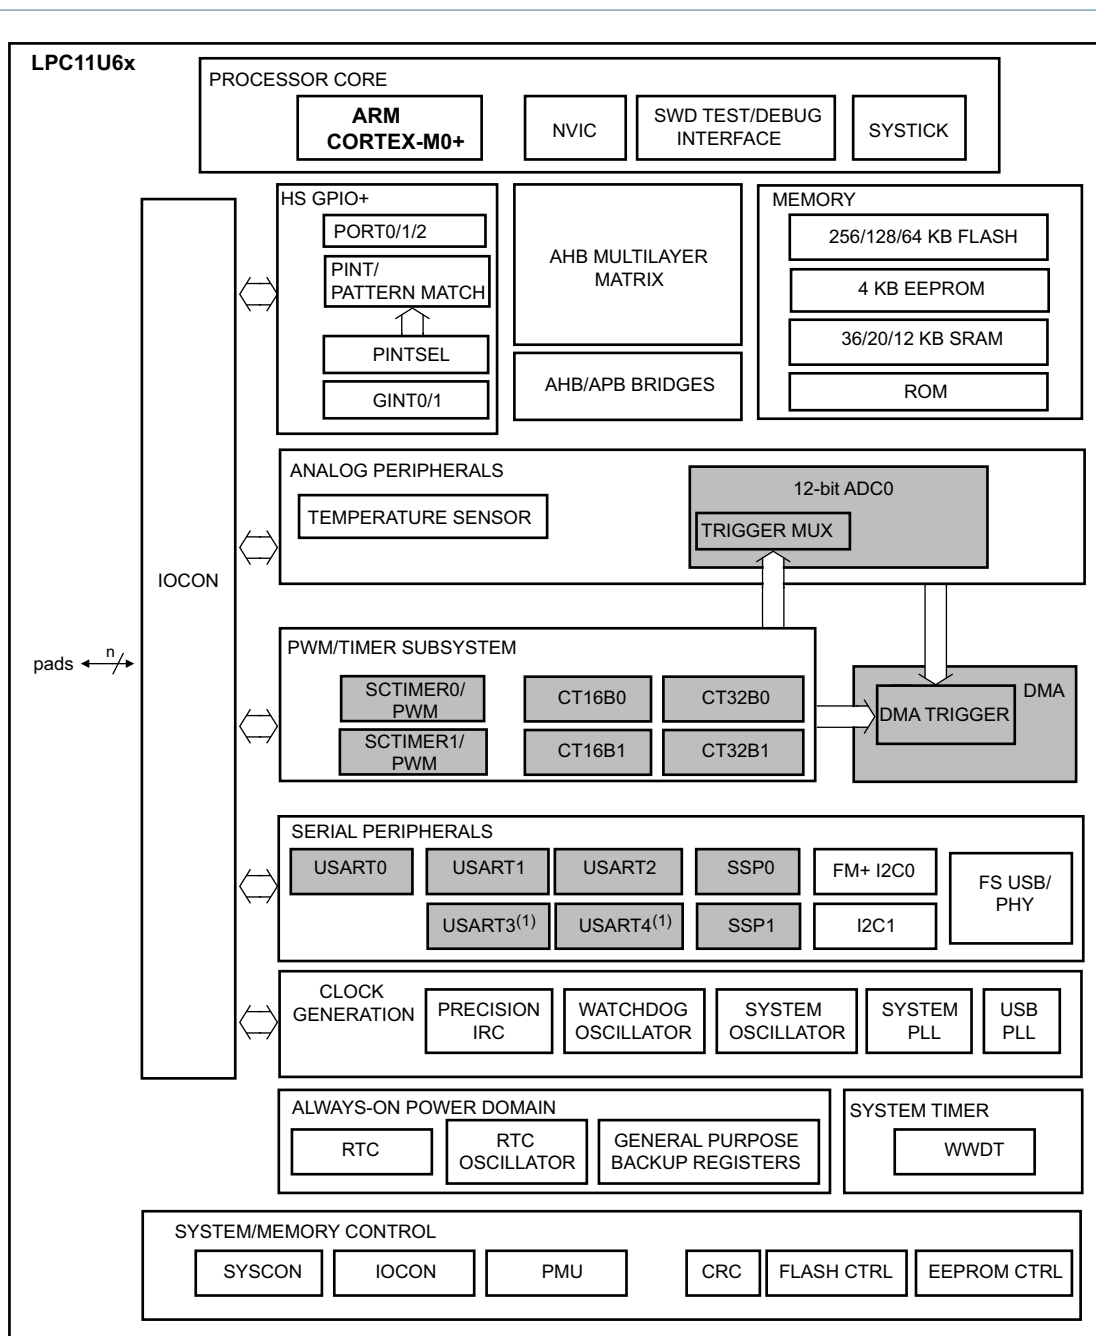 LPC11U6x
PROCESSOR CORE
ARM
CORTEX-M0+
NVIC
SWD TEST/DEBUG
INTERFACE
SYSTICK
HS GPIO+
PORT0/1/2
PINT/
PATTERN MATCH
PINTSEL
GINT0/1
AHB MULTILAYER
MATRIX
AHB/APB BRIDGES
MEMORY
256/128/64 KB FLASH
4 KB EEPROM
36/20/12 KB SRAM
ROM
IOCON
pads
n
ANALOG PERIPHERALS
TEMPERATURE SENSOR
12-bit ADC0
TRIGGER MUX
PWM/TIMER SUBSYSTEM
SCTIMER0/
PWM
SCTIMER1/
PWM
CT16B0
CT16B1
CT32B0
CT32B1
DMA
DMA TRIGGER
SERIAL PERIPHERALS
USART0
USART1
USART2
SSP0
FM+ I2C0
FS USB/
PHY
USART3(1)
USART4(1)
SSP1
I2C1
CLOCK
GENERATION
PRECISION
IRC
WATCHDOG
OSCILLATOR
SYSTEM
OSCILLATOR
SYSTEM
PLL
USB
PLL
ALWAYS-ON POWER DOMAIN
RTC
RTC
OSCILLATOR
GENERAL PURPOSE
BACKUP REGISTERS
SYSTEM TIMER
WWDT
SYSTEM/MEMORY CONTROL
SYSCON
IOCON
PMU
CRC
FLASH CTRL
EEPROM CTRL